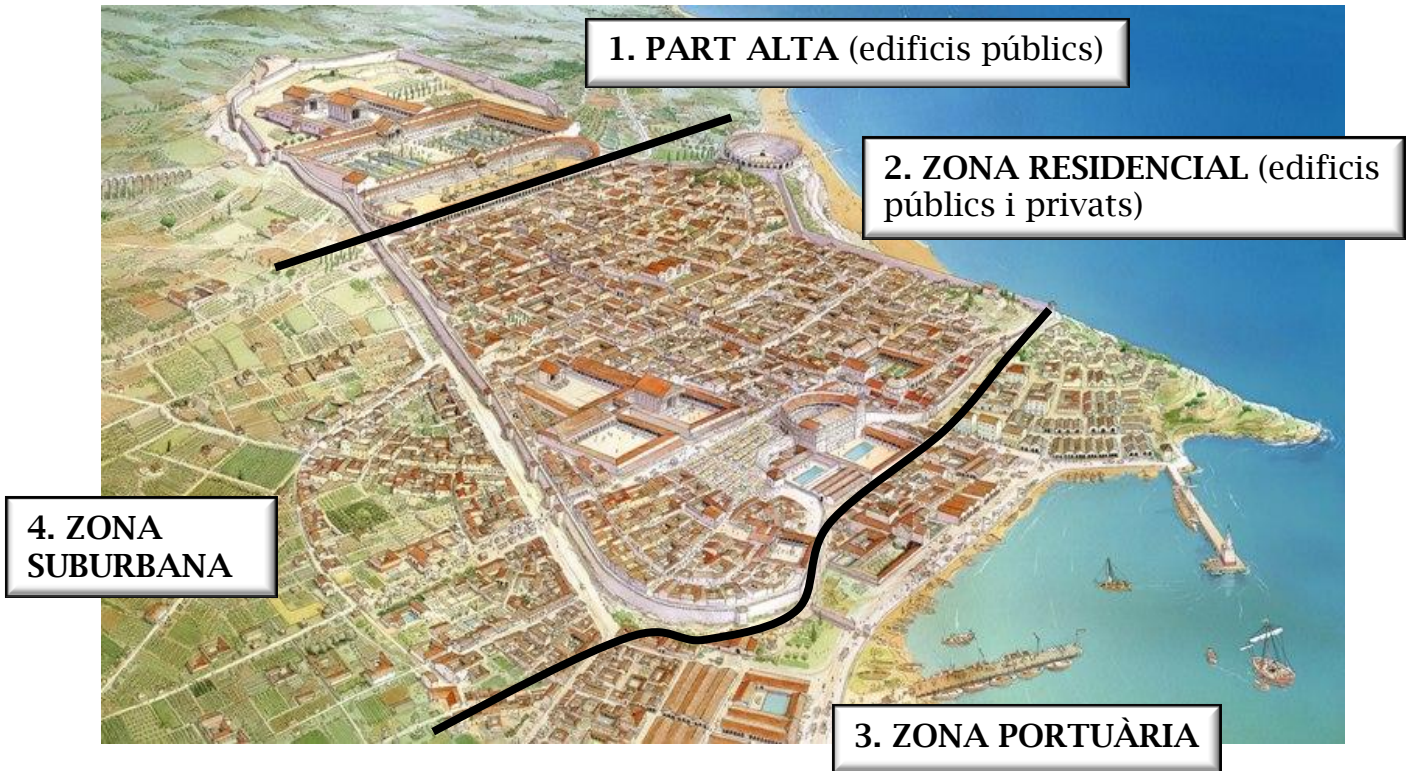 1. PART ALTA (edificis públics)
2. ZONA RESIDENCIAL (edificis
públics i privats)
4. ZONA
SUBURBANA
3. ZONA PORTUÀRIA